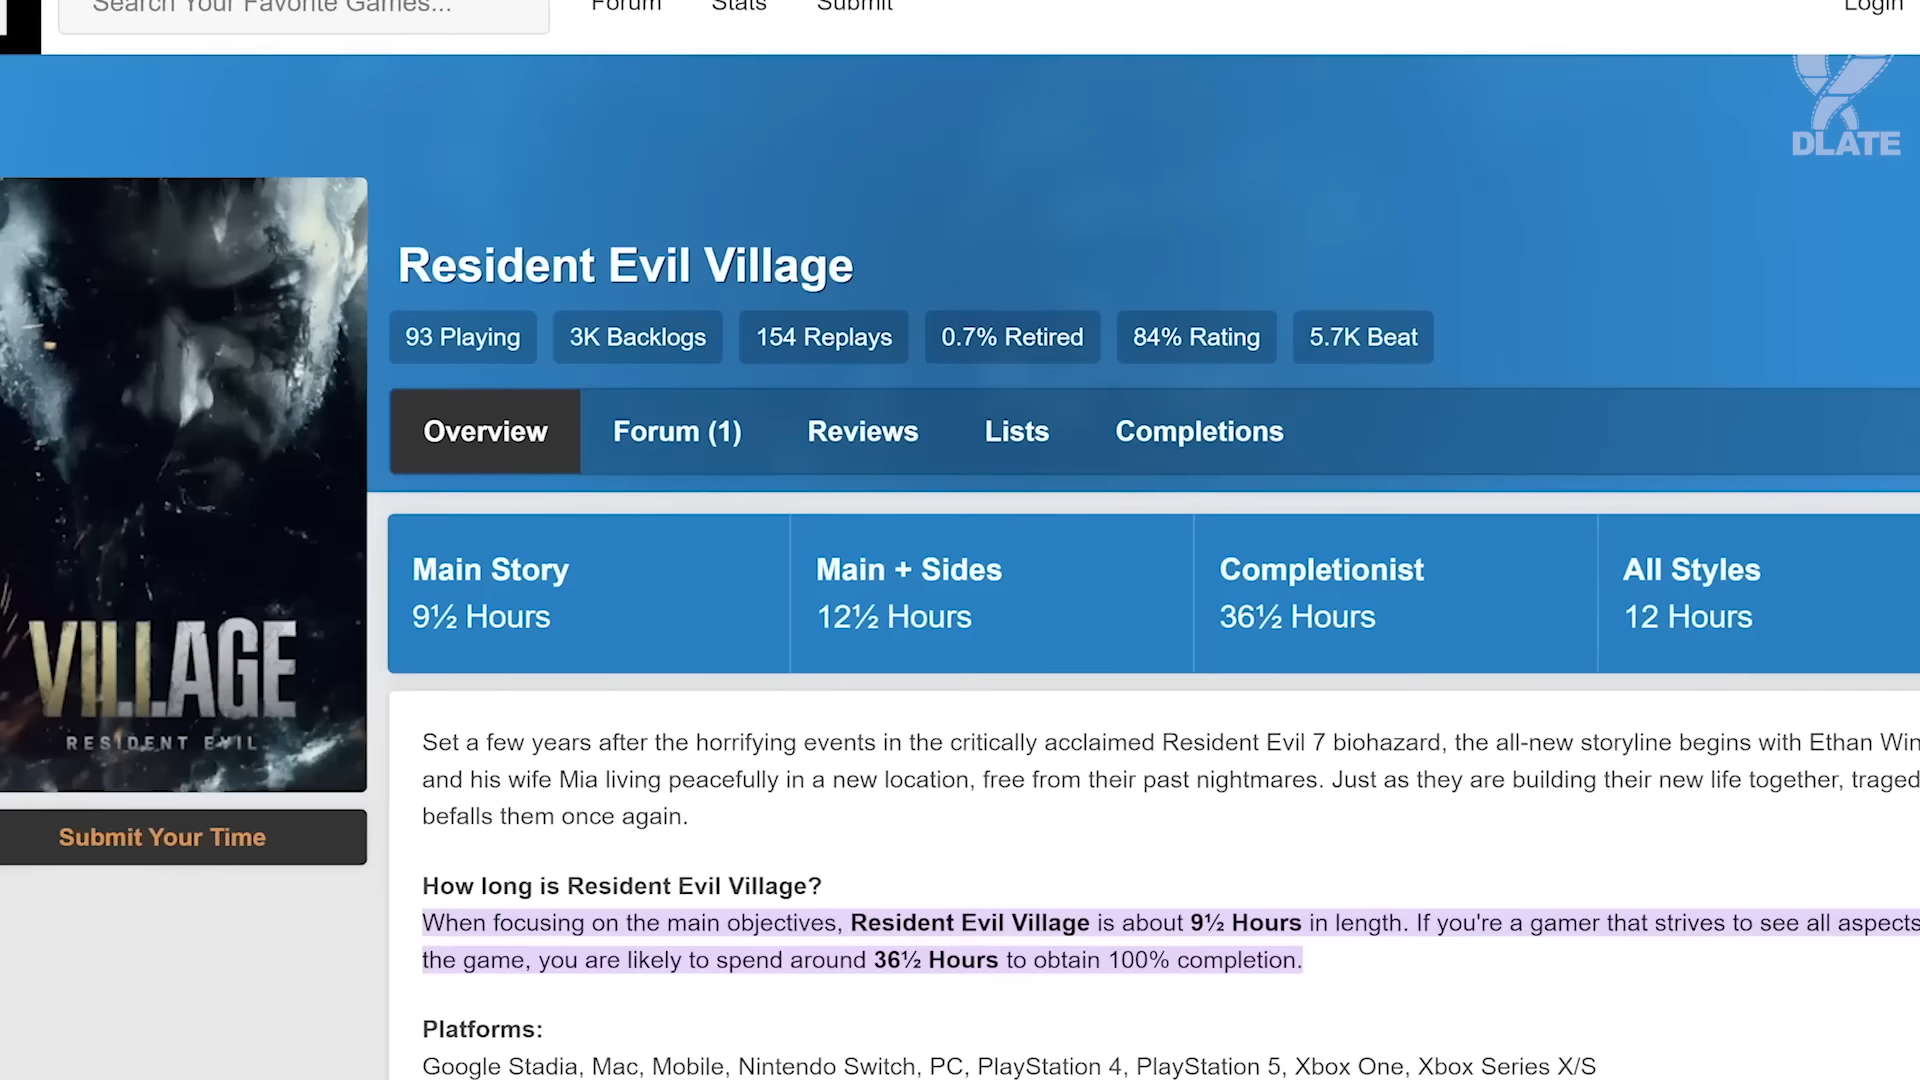 Search Your Favorite Games...
Forum
Stats
Submit
Login
DLATE
Resident Evil Village
93 Playing
3K Backlogs
154 Replays
0.7% Retired
84% Rating
5.7K Beat
Overview
Forum (1)
Reviews
Lists
Completions
Main Story
9½ Hours
Main + Sides
12½ Hours
Completionist
36½ Hours
All Styles
12 Hours
VILLAGE
RESIDENT EVIL
Submit Your Time
Set a few years after the horrifying events in the critically acclaimed Resident Evil 7 biohazard, the all-new storyline begins with Ethan Win
and his wife Mia living peacefully in a new location, free from their past nightmares. Just as they are building their new life together, traged
befalls them once again.
How long is Resident Evil Village?
When focusing on the main objectives, Resident Evil Village is about 9½ Hours in length. If you're a gamer that strives to see all aspects
the game, you are likely to spend around 36½ Hours to obtain 100% completion.
Platforms:
Google Stadia, Mac, Mobile, Nintendo Switch, PC, PlayStation 4, PlayStation 5, Xbox One, Xbox Series X/S